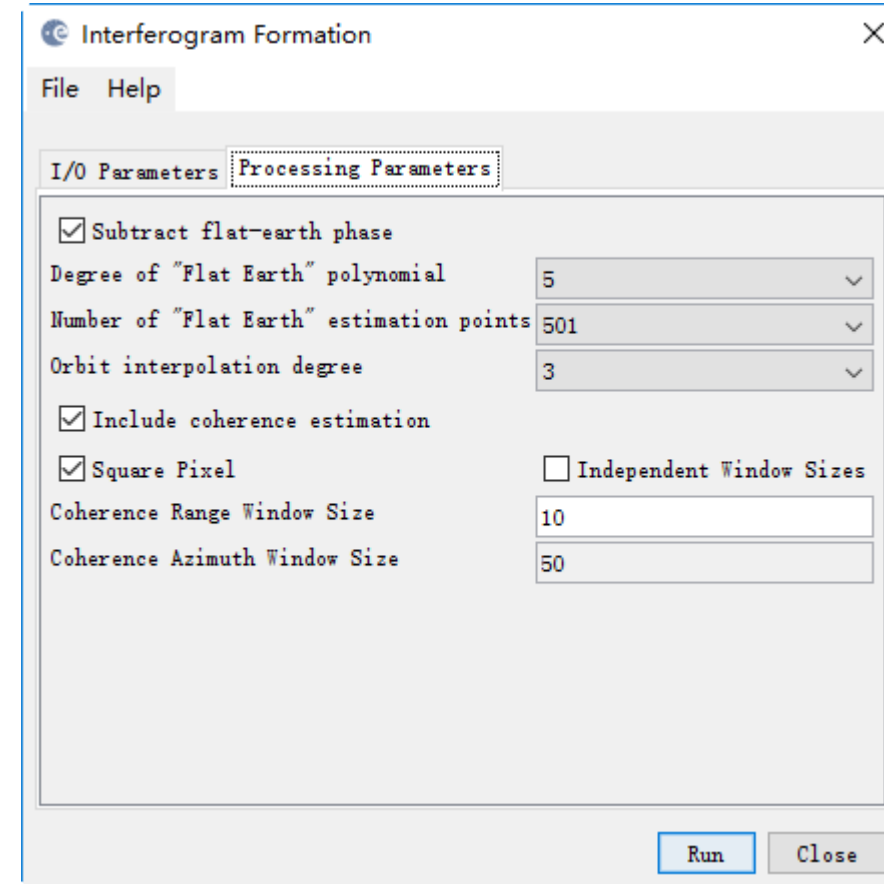 Interferogram Formation
File Help
I/O Parameters Processing Parameters
Subtract flat-earth phase
Degree of "Flat Earth" polynomial 5
Number of "Flat Earth" estimation points 501
Orbit interpolation degree 3
Include coherence estimation
Square Pixel Independent Window Sizes
Coherence Range Window Size 10
Coherence Azimuth Window Size 50
Run Close